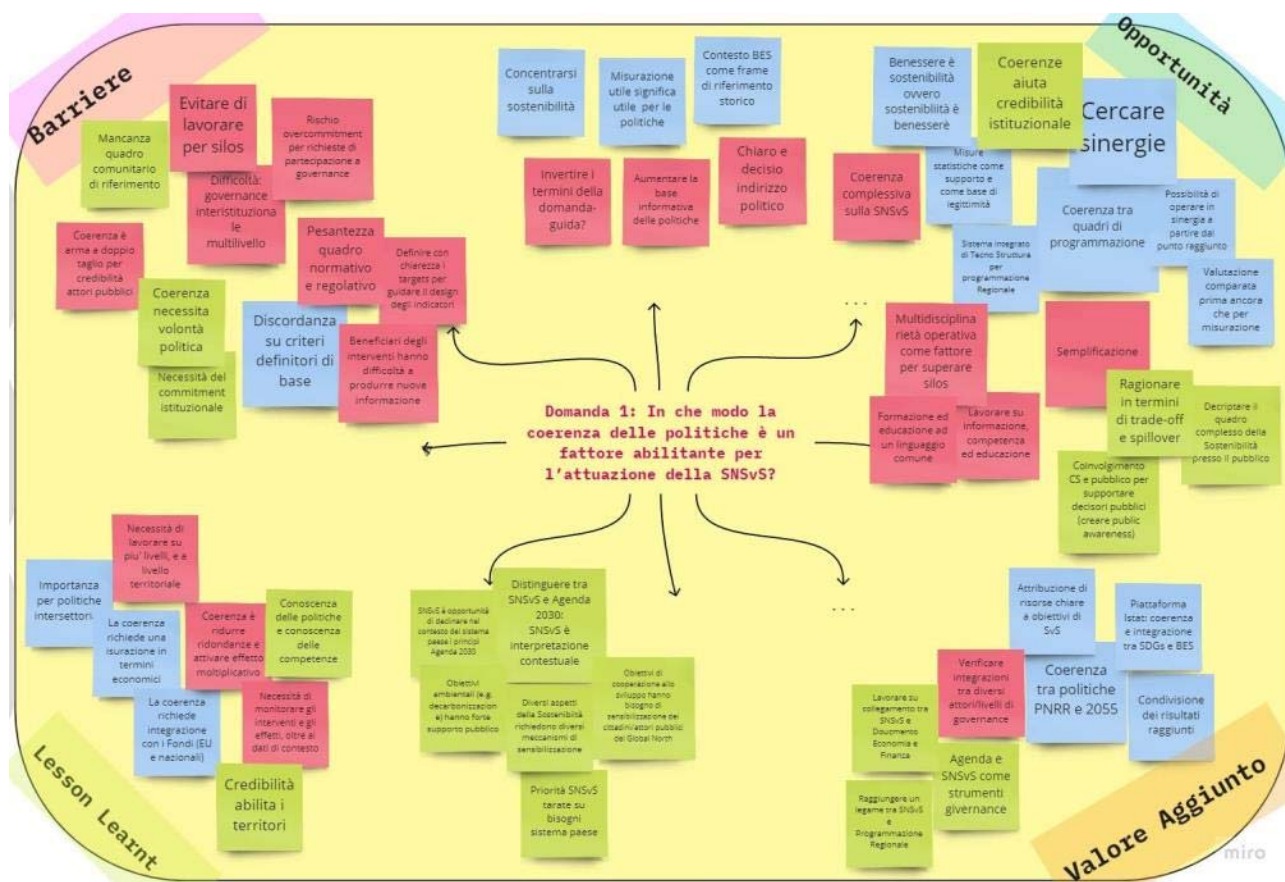 Barriere
Mancanza
quadro
comunitario
di riferimento
Evitare di
lavorare
per silos
Rischio
overcommitment
per richieste di
partecipazione a
governance
Difficoltà:
governance
interistituziona
le multilivello
Coerenza è
arma e doppio
taglio per
credibilità
attori pubblici
Pesantezza
quadro
normativo
e regolativo
Definire con
chiarezza i
targets per
guidare il design
degli indicatori
Coerenza
necessita
volontà
politica
Discordanza
su criteri
definitori di
base
Beneficiari degli
interventi hanno
difficoltà a
produrre nuove
informazione
Necessità del
commitment
istituzionale
Concentrarsi
sulla
sostenibilità
Misurazione
utile significa
utile per le
politiche
Contesto BES
come frame
di riferimento
storico
Invertire i
termini della
domanda-
guida?
Aumentare la
base
informativa
delle politiche
Chiaro e
decisio
indirizzo
politico
Opportunità
Benessere è
sostenibilità
ovvero
sostenibliità è
benessere
Coerenze
aiuta
credibilità
istituzionale
Cercare
sinergie
Coerenza
complessiva
sulla SNSvS
Misure
statistiche come
supporto e
come base di
legittimità
Coerenza tra
quadri di
programmazione
Possibilità di
operare in
sinergia a
partire dal
punto raggiunto
Sistema integrato
di Tecno Struttura
per
programmazione
Regionale
Valutazione
comparata
prima ancora
che per
misurazione
...
Multidisciplina
rietà operativa
come fattore
per superare
silos
Semplificazione
Ragionare
in termini
di trade-off
e spillover
Decriptare il
quadro
complesso della
Sostenibilità
presso il pubblico
Formazione ed
educazione ad
un linguaggio
comune
Lavorare su
informazione,
competenza
ed educazione
Coinvolgimento
CS e pubblico per
supportare
decisori pubblici
(creare public
awareness)
Domanda 1: In che modo la
coerenza delle politiche è un
fattore abilitante per
l'attuazione della SNSvS?
Lesson Learnt
Necessità di
lavorare su
piu' livelli, e a
livello
territoriale
Importanza
per politiche
intersettori
La coerenza
richiede una
isurazione in
termini
economici
Coerenza è
ridurre
ridondanze e
attivare effetto
moltiplicativo
Conoscenza
delle politiche
e conoscenza
delle
competenze
La coerenza
richiede
integrazione
con i Fondi (EU
e nazionali)
Necessità di
monitorare gli
interventi e gli
effetti, oltre ai
dati di contesto
Credibilità
abilita i
territori
SNSvS è opportunità
di declinare nel
contesto del sistema
paese i principi
Agenda 2030
Distinguere tra
SNSvS e Agenda
2030:
SNSvS è
interpretazione
contestuale
Obiettivi
ambientali (e.g.
decarbonizzazion
e) hanno forte
supporto pubblico
Diversi aspetti
della Sostenibilità
richiedono diversi
meccanismi di
sensibilizzazione
Obiettivi di
cooperazione allo
sviluppo hanno
bisogno di
sensibilizzazione dei
cittadini/attori pubblici
del Global North
Priorità SNSvS
tarate su
bisogni
sistema paese
...
Valore Aggiunto
Attribuzione di
risorse chiare a
obiettivi di
SvS
Piattaforma
Istat: coerenza
e integrazione
tra SDGs e BES
Verificare
integrazioni
tra diversi
attori/livelli di
governance
Coerenza
tra politiche
PNRR e 2055
Condivisione
dei risultati
raggiunti
Lavorare su
collegamento tra
SNSvS e
Doucmento
Economia e
Finanza
Agenda e
SNSvS come
strumenti
givernance
Raggiungere un
legame tra SNSvS
e
Programmazione
Regionale
miro